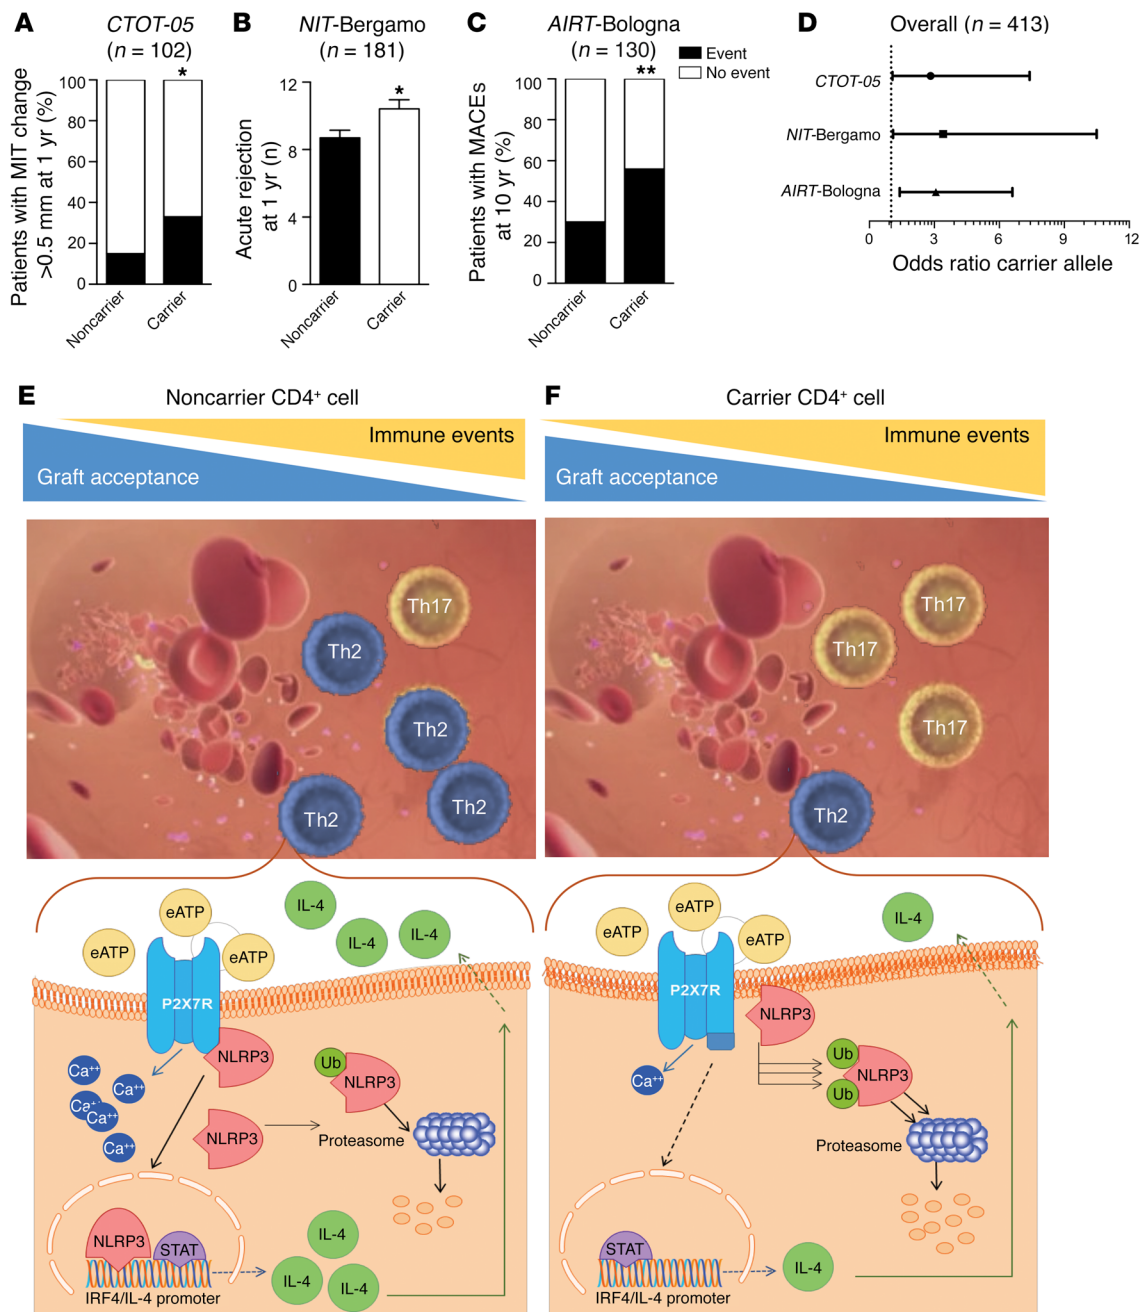 A
CTOT-05
(n = 102)
Patients with MIT change
>0.5 mm at 1 yr (%)
100
80
60
40
20
0
*
Noncarrier
Carrier
B
NIT-Bergamo
(n = 181)
Acute rejection
at 1 yr (n)
12
8
4
0
*
Noncarrier
Carrier
C
AIRT-Bologna
(n = 130)
Patients with MACEs
at 10 yr (%)
100
80
60
40
20
0
**
Noncarrier
Carrier
Event
No event
D
Overall (n = 413)
CTOT-05
NIT-Bergamo
AIRT-Bologna
0 3 6 9 12
Odds ratio carrier allele
E
Noncarrier CD4+ cell
Immune events
Graft acceptance
Th17
Th2
Th2
Th2
Th2
eATP
eATP
eATP
IL-4
IL-4
IL-4
P2X7R
NLRP3
Ca++
Ca++
Ca++
Ca++
Ca++
Ub
NLRP3
NLRP3
Proteasome
NLRP3
STAT
IL-4
IL-4
IL-4
IRF4/IL-4 promoter
F
Carrier CD4+ cell
Immune events
Graft acceptance
Th17
Th17
Th17
Th2
eATP
eATP
eATP
IL-4
P2X7R
NLRP3
Ca++
Ub
NLRP3
Ub
Proteasome
STAT
IL-4
IRF4/IL-4 promoter